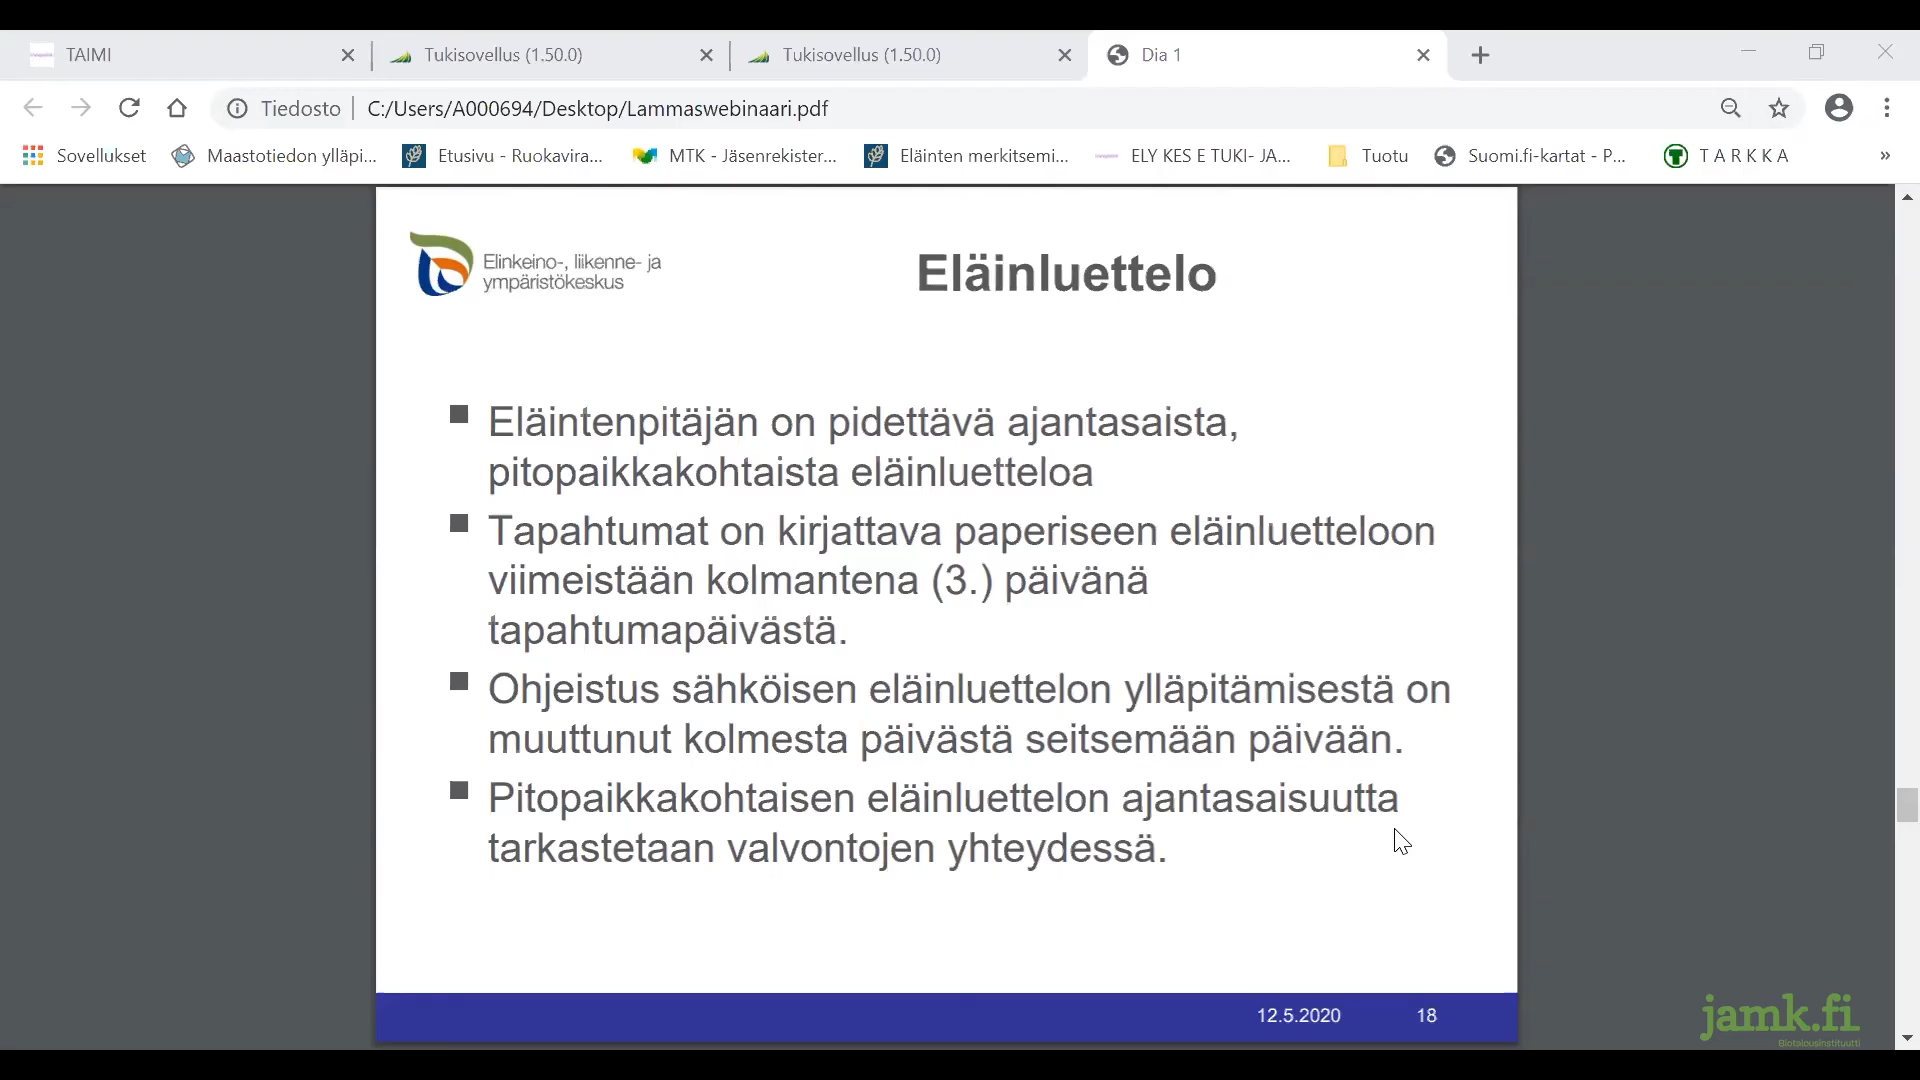 TAIMI
Tukisovellus (1.50.0)
Tukisovellus (1.50.0)
Dia 1
Tiedosto
C:/Users/A000694/Desktop/Lammaswebinaari.pdf
Sovellukset
Maastotiedon ylläpi...
Etusivu - Ruokavira...
MTK - Jäsenrekister...
Eläinten merkitsemi...
ELY KES E TUKI- JA...
Tuotu
Suomi.fi-kartat - P...
T A R K K A
»
Elinkeino-, liikenne- ja
ympäristökeskus
Eläinluettelo
Eläintenpitäjän on pidettävä ajantasaista,
pitopaikkakohtaista eläinluetteloa
Tapahtumat on kirjattava paperiseen eläinluetteloon
viimeistään kolmantena (3.) päivänä
tapahtumapäivästä.
Ohjeistus sähköisen eläinluettelon ylläpitämisestä on
muuttunut kolmesta päivästä seitsemään päivään.
Pitopaikkakohtaisen eläinluettelon ajantasaisuutta
tarkastetaan valvontojen yhteydessä.
12.5.2020
18
jamk.fi
Biotalousinstituutti